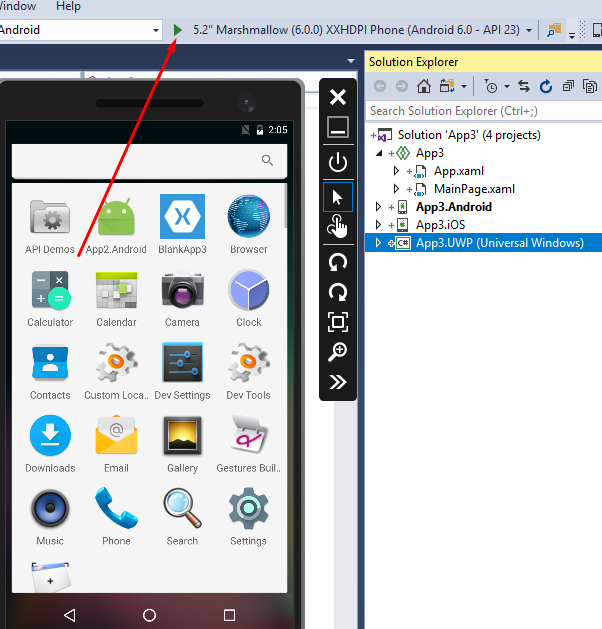 Window Help
Android
5.2" Marshmallow (6.0.0) XXHDPI Phone (Android 6.0 - API 23)
Solution Explorer
Search Solution Explorer (Ctrl+;)
Solution 'App3' (4 projects)
App3
App.xaml
MainPage.xaml
App3.Android
App3.iOS
C# App3.UWP (Universal Windows)
2:05
API Demos App2.Android BlankApp3 Browser
Calculator Calendar Camera Clock
Contacts Custom Loca.. Dev Settings Dev Tools
Downloads Email Gallery Gestures Buil..
Music Phone Search Settings